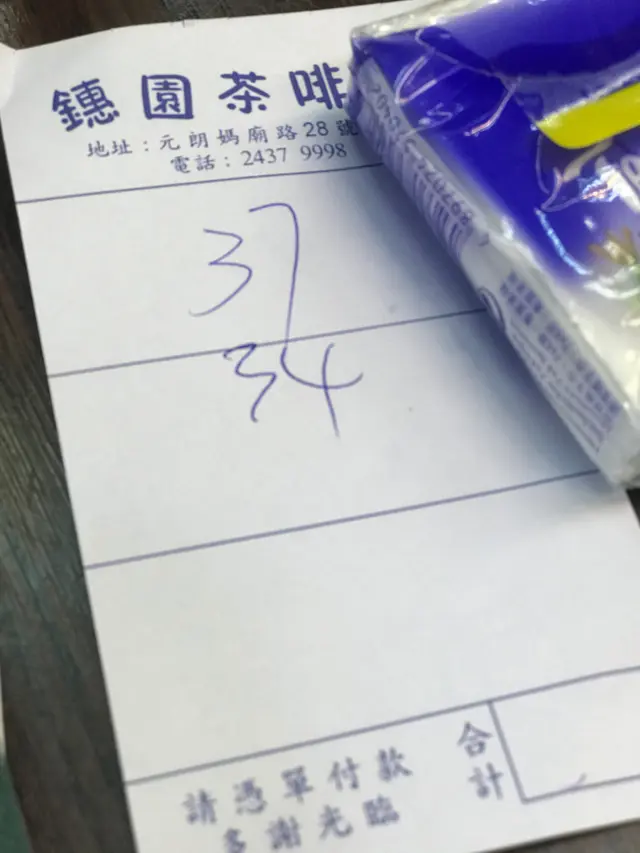 鏸園茶啡
地址：元朗媽廟路28號
電話：2437 9998
37
34
合計
請憑單付款
多謝光臨